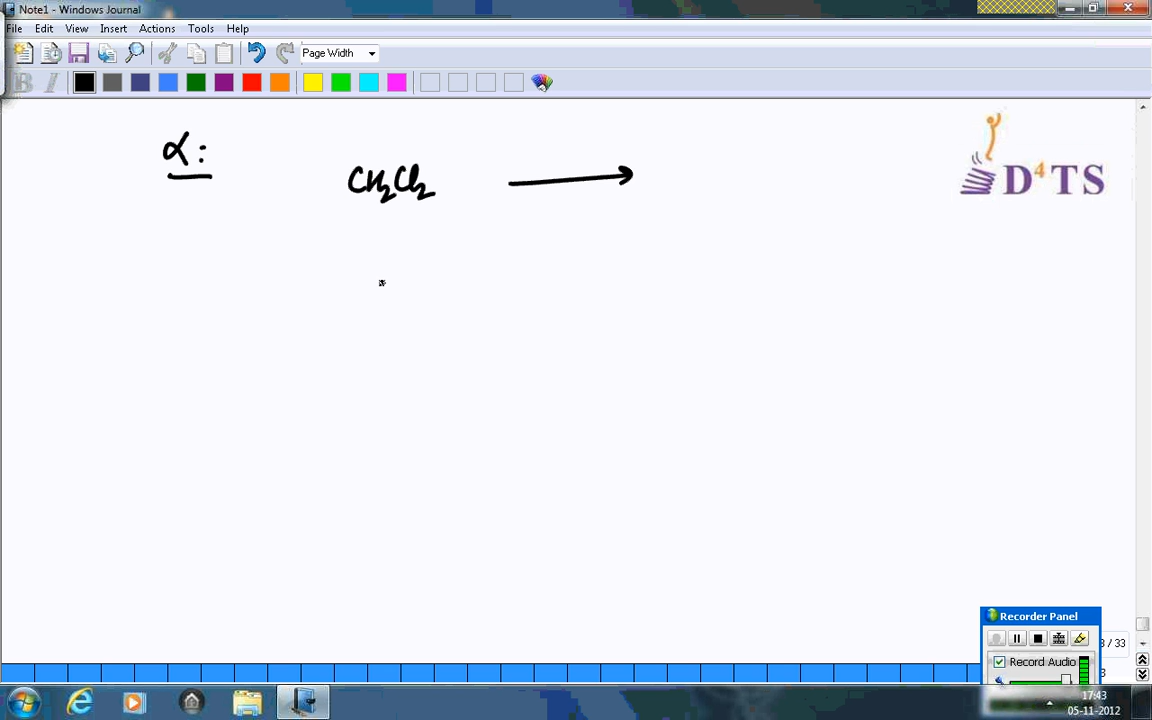 Note1 - Windows Journal
File Edit View Insert Actions Tools Help
Page Width
B I
α:
CH2Cl2 ⟶
D4TS
Recorder Panel
/ 33
Record Audio
17:43
05-11-2012